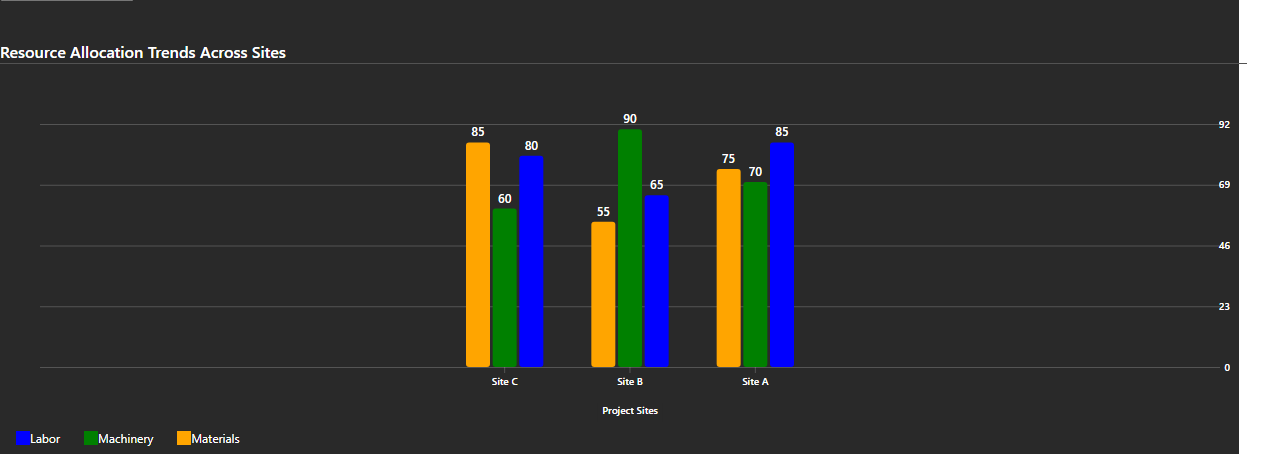 Resource Allocation Trends Across Sites
90
92
85
85
80
75
70
65
69
60
55
46
23
0
Site C
Site B
Site A
Project Sites
Labor
Machinery
Materials